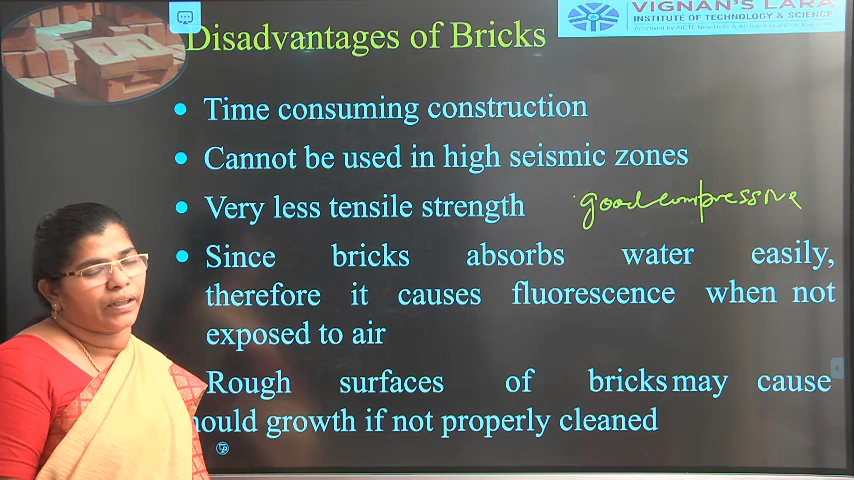 VIGNAN'S LARA
INSTITUTE OF TECHNOLOGY & SCIENCE
Disadvantages of Bricks
• Time consuming construction
• Cannot be used in high seismic zones
• Very less tensile strength good compressive
• Since bricks absorbs water easily,
therefore it causes fluorescence when not
exposed to air
Rough surfaces of bricks may cause
ould growth if not properly cleaned